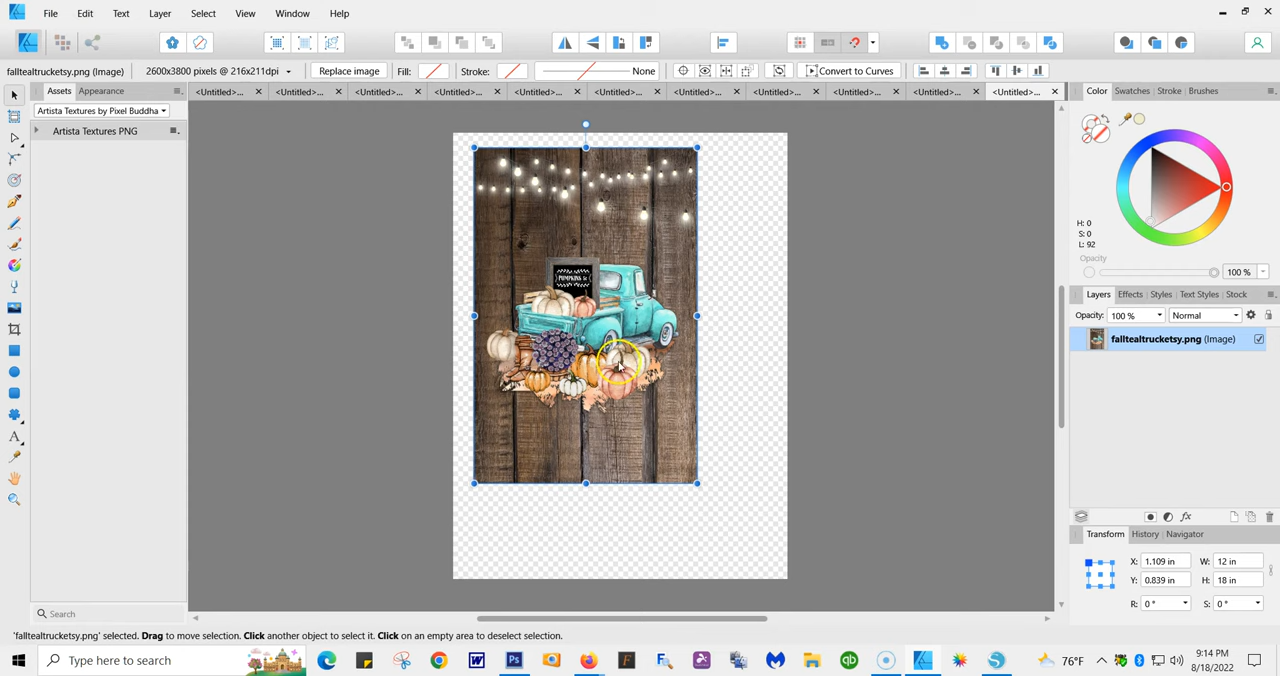 File Edit Text Layer Select View Window Help
falltealtrucketsy.png (Image) 2600x3800 pixels @ 216x211dpi Replace image Fill: Stroke: None Convert to Curves
Assets Appearance <Untitled>... <Untitled>... <Untitled>... <Untitled>... <Untitled>... <Untitled>... <Untitled>... <Untitled>... <Untitled>... <Untitled>... <Untitled>... Color Swatches Stroke Brushes
Artista Textures by Pixel Buddha
Artista Textures PNG
H: 0
S: 0
L: 92
Opacity
100 %
PUMPKINS
Layers Effects Styles Text Styles Stock
Opacity: 100 % Normal
falltealtrucketsy.png (Image)
Transform History Navigator
X: 1.109 in W: 12 in
Y: 0.839 in H: 18 in
R: 0 ° S: 0 °
Search
'falltealtrucketsy.png' selected. Drag to move selection. Click another object to select it. Click on an empty area to deselect selection.
Type here to search 76°F 9:14 PM
8/18/2022